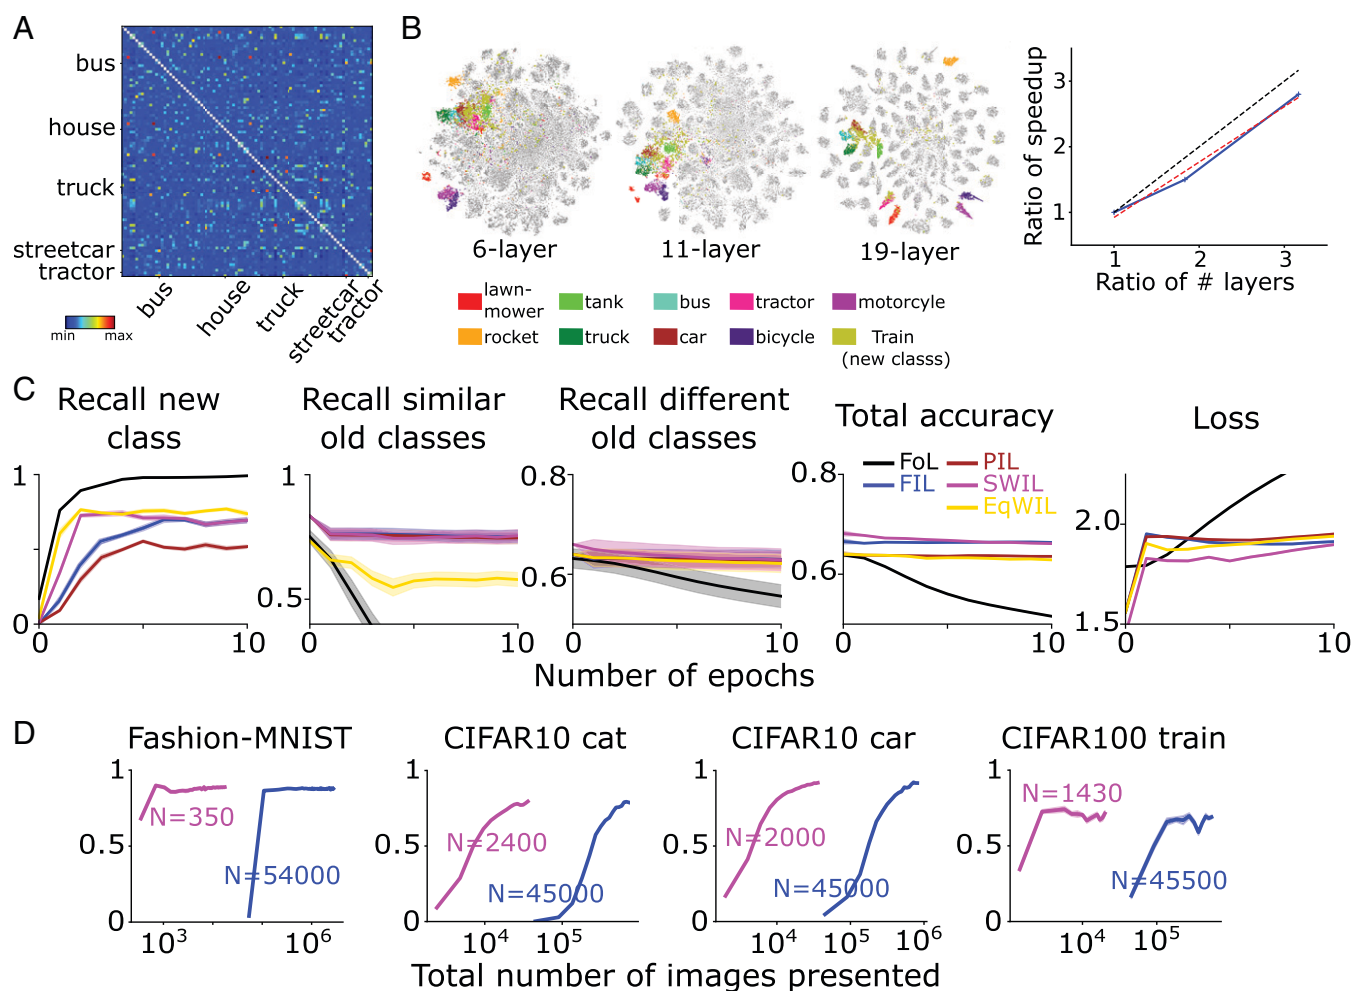 A
bus
house
truck
streetcar
tractor
bus
house
truck
streetcar
tractor
min max
B
6-layer
11-layer
19-layer
lawn-
mower
tank
bus
tractor
motorcyle
rocket
truck
car
bicycle
Train
(new classs)
Ratio of speedup
3
2
1
1 2 3
Ratio of # layers
C
Recall new
class
1
0
0 10
Recall similar
old classes
1
0.5
0 10
Recall different
old classes
0.8
0.6
0 10
Total accuracy
FoL
FIL
PIL
SWIL
EqWIL
0.8
0.6
0 10
Loss
2.0
1.5
0 10
Number of epochs
D
Fashion-MNIST
1
0.5
0
N=350
N=54000
10³ 10⁶
CIFAR10 cat
1
0.5
0
N=2400
N=45000
10⁴ 10⁵
CIFAR10 car
1
0.5
0
N=2000
N=45000
10⁴ 10⁵ 10⁶
CIFAR100 train
1
0.5
0
N=1430
N=45500
10⁴ 10⁵
Total number of images presented